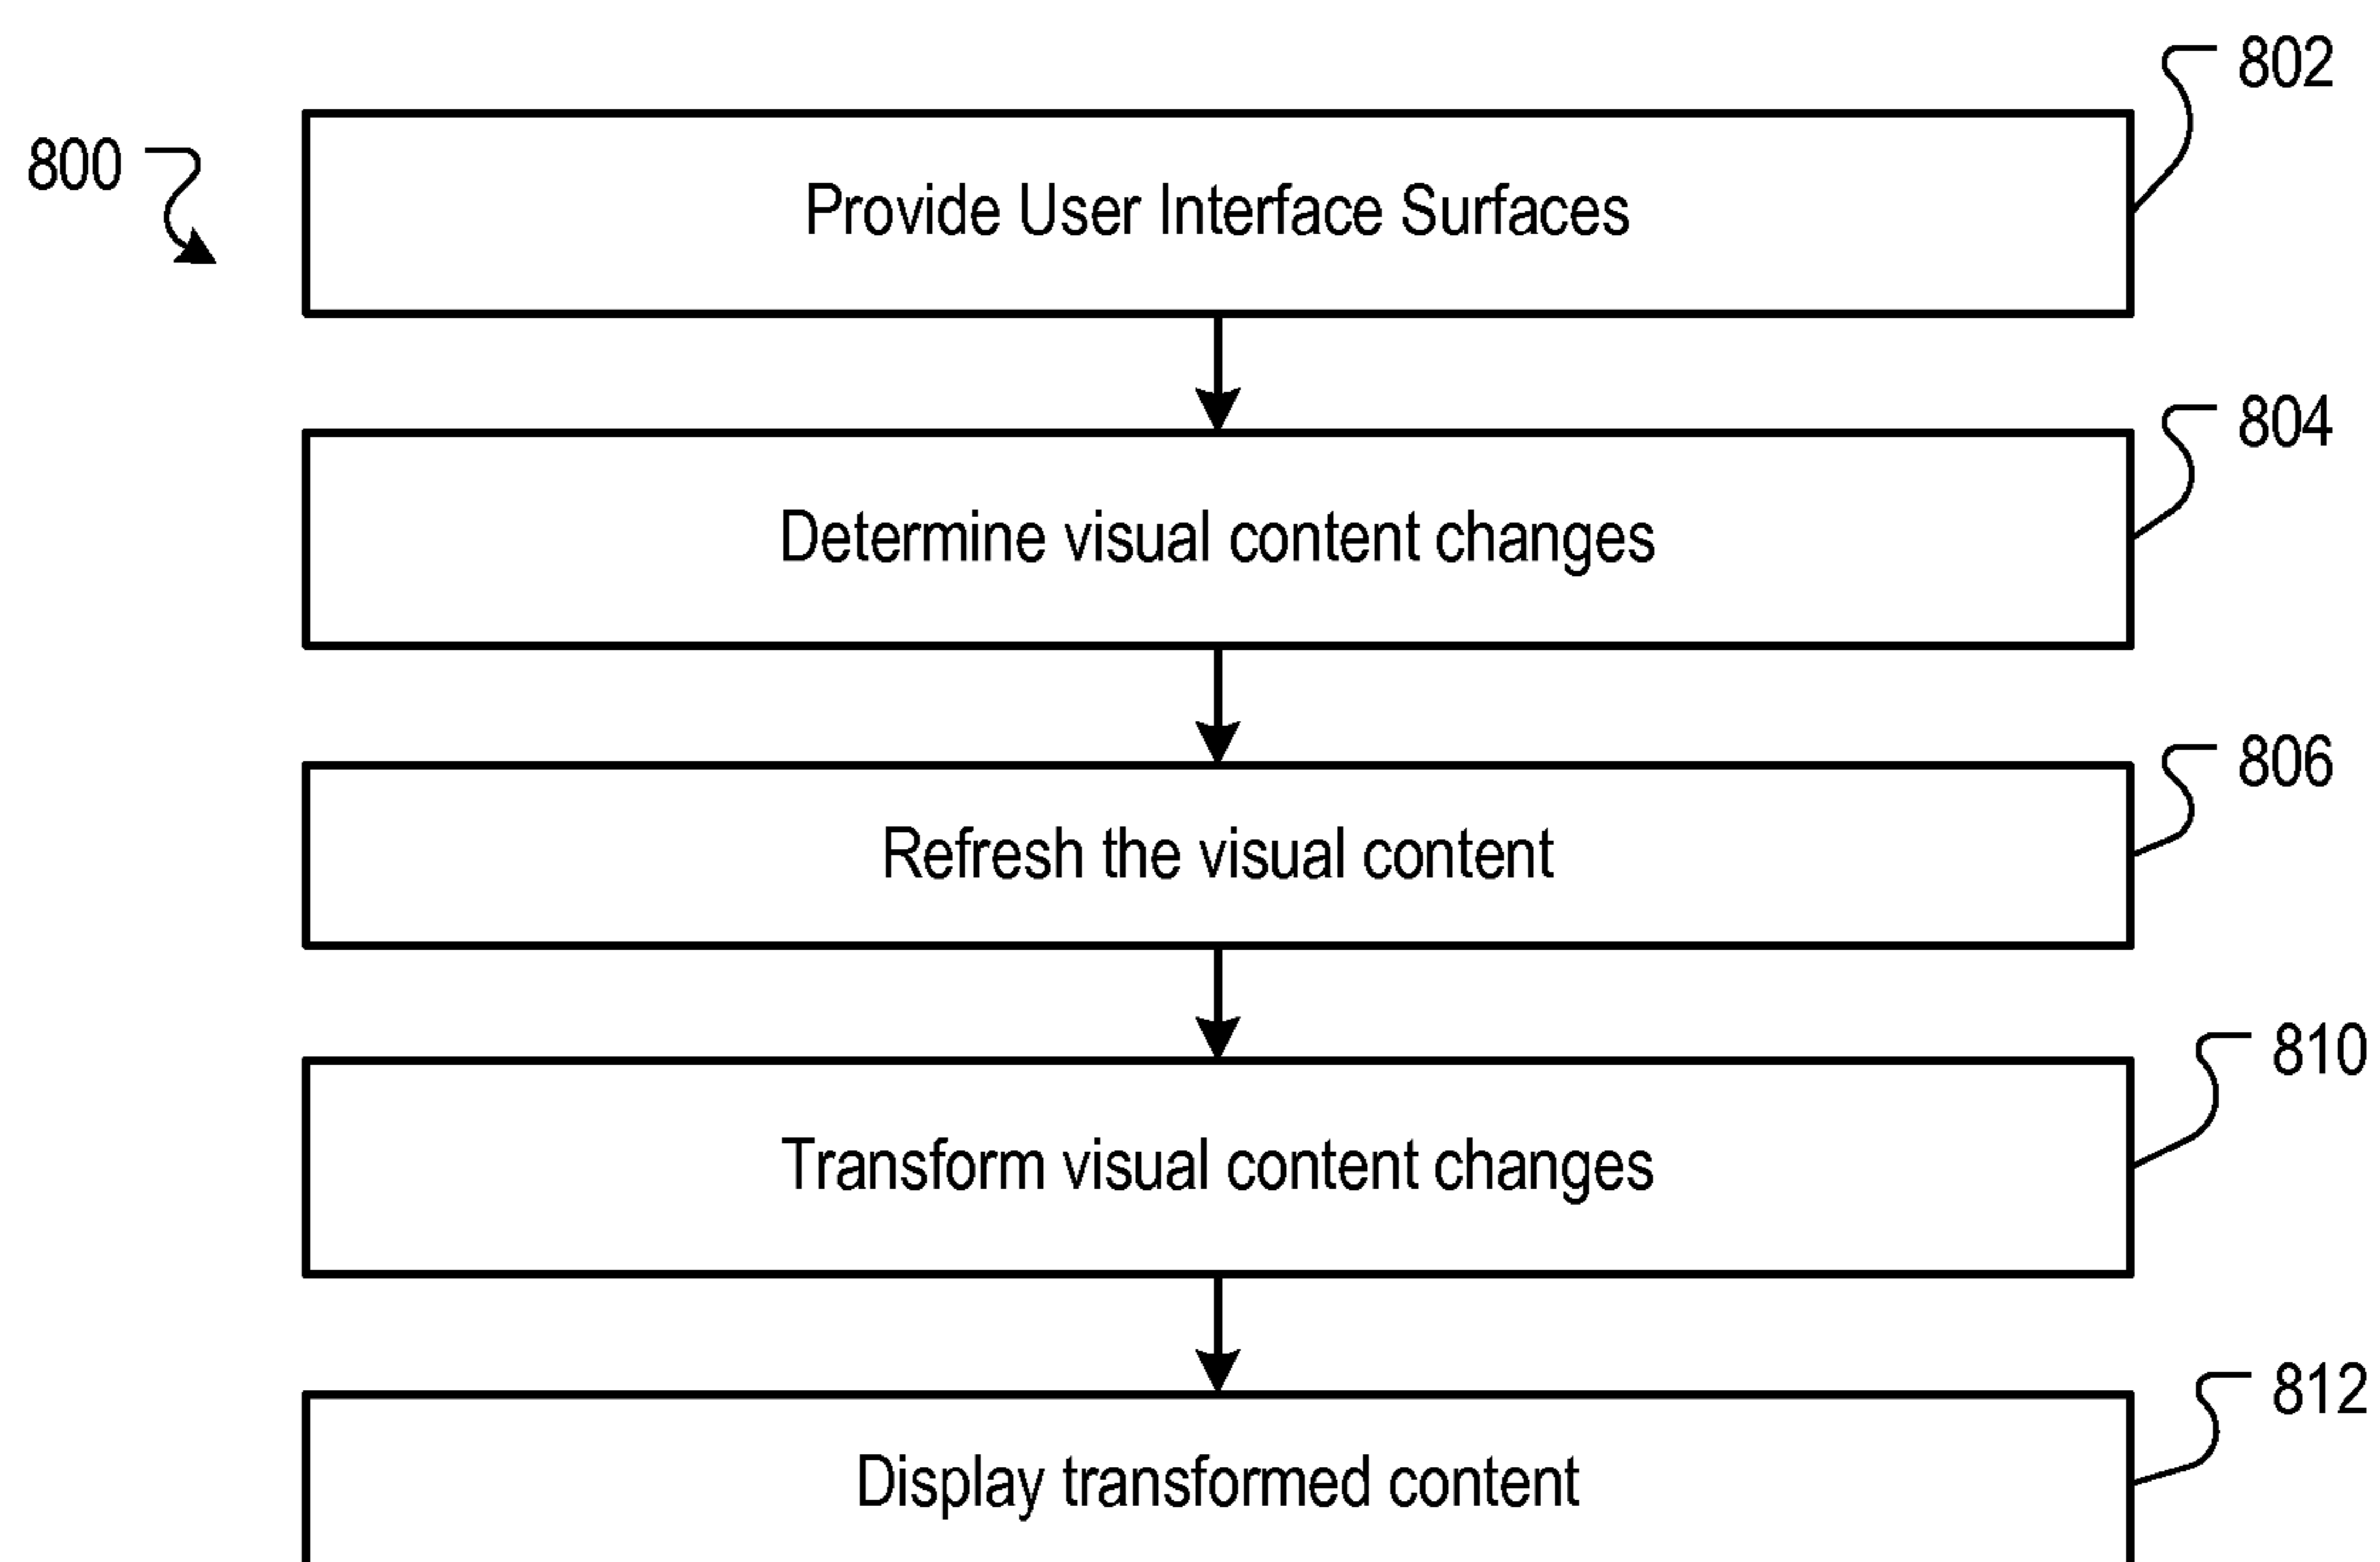 802
800
Provide User Interface Surfaces
804
Determine visual content changes
806
Refresh the visual content
810
Transform visual content changes
812
Display transformed content